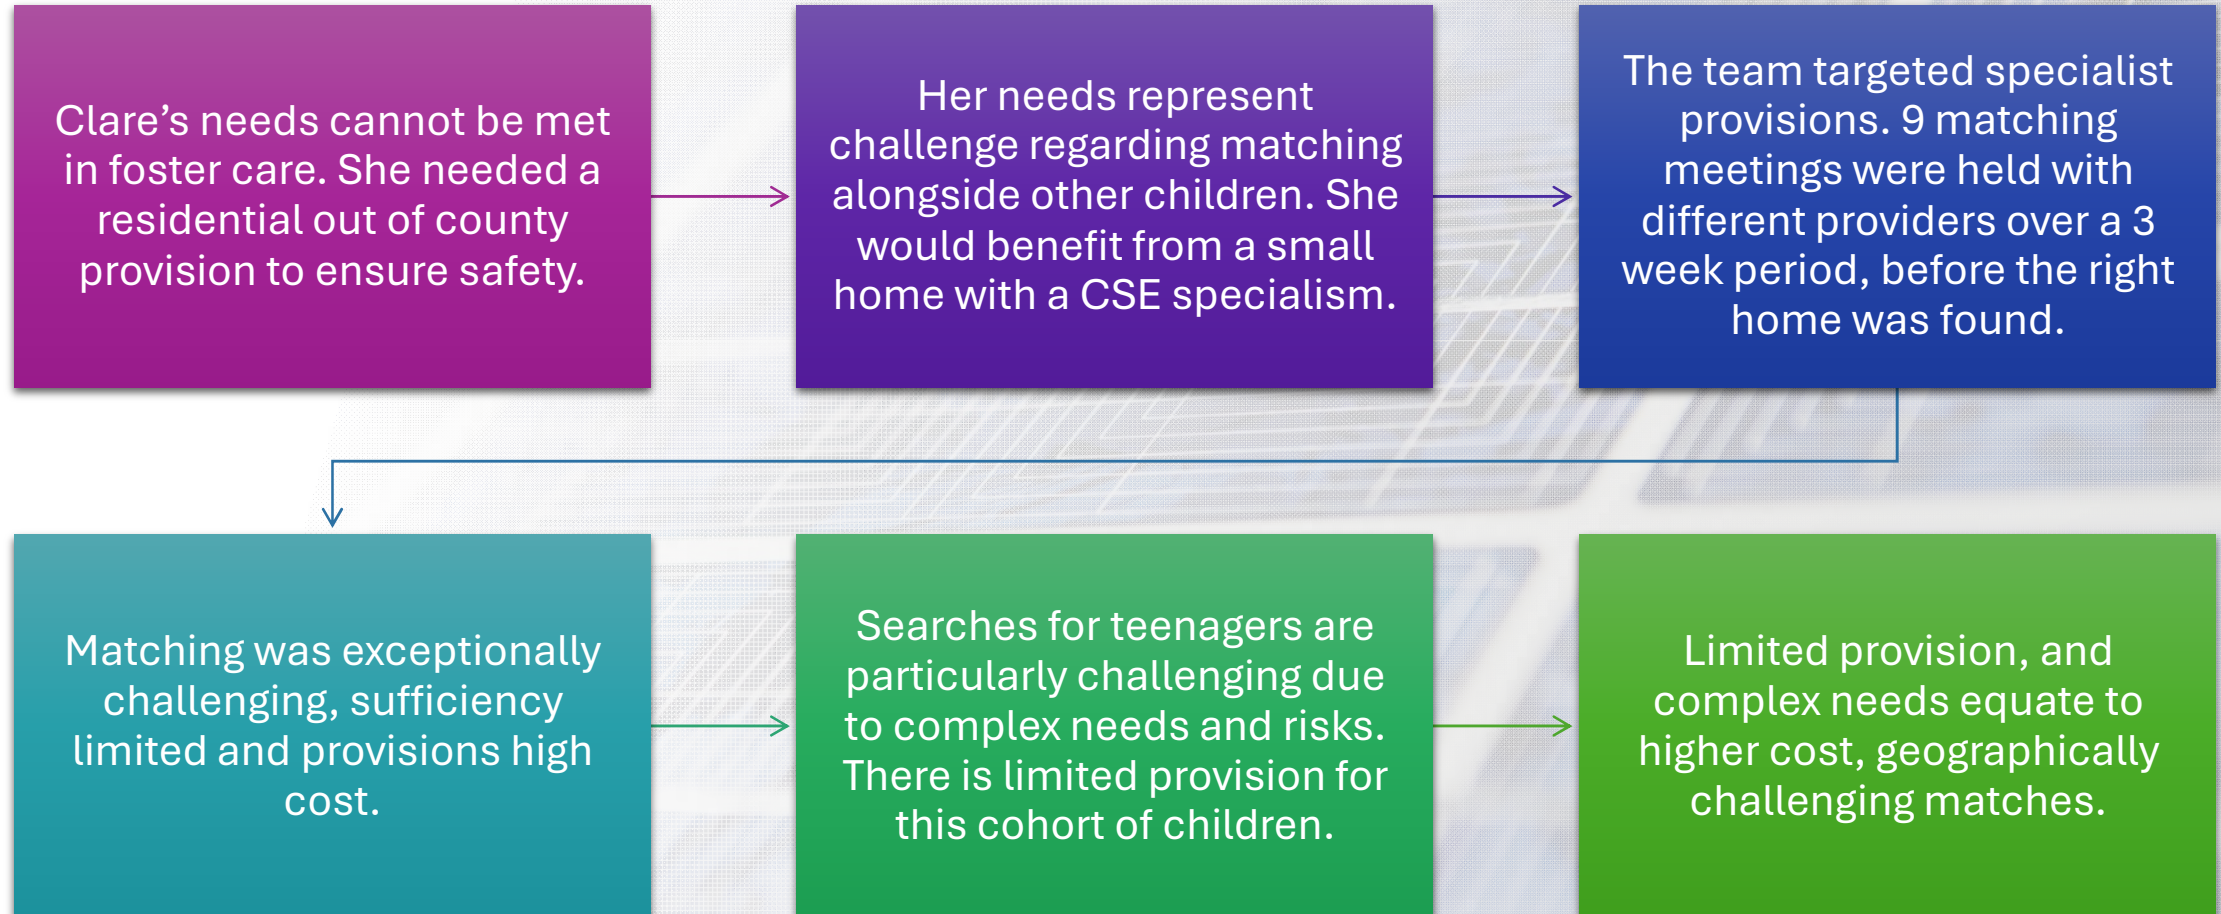 Clare’s needs cannot be met
in foster care. She needed a
residential out of county
provision to ensure safety.
Her needs represent
challenge regarding matching
alongside other children. She
would benefit from a small
home with a CSE specialism.
The team targeted specialist
provisions. 9 matching
meetings were held with
different providers over a 3
week period, before the right
home was found.
Matching was exceptionally
challenging, sufficiency
limited and provisions high
cost.
Searches for teenagers are
particularly challenging due
to complex needs and risks.
There is limited provision for
this cohort of children.
Limited provision, and
complex needs equate to
higher cost, geographically
challenging matches.